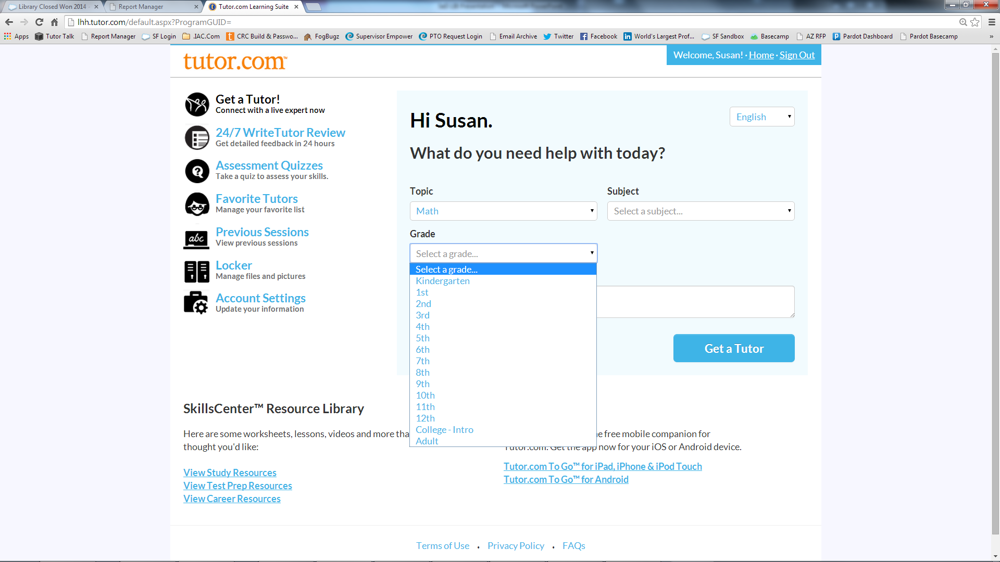 Library Closed Won 2014
Report Manager
Tutor.com Learning Suite
lhh.tutor.com/default.aspx?ProgramGUID=
Apps
Tutor Talk
Report Manager
SF Login
.IAC.Com
CRC Build & Passwo...
FogBugz
Supervisor Empower
PTO Request Login
Email Archive
Twitter
Facebook
World's Largest Prof...
SF Sandbox
Basecamp
AZ RFP
Pardot Dashboard
Pardot Basecamp
»
tutor.com™
Welcome, Susan! · Home · Sign Out
Get a Tutor!
Connect with a live expert now
24/7 WriteTutor Review
Get detailed feedback in 24 hours
Assessment Quizzes
Take a quiz to assess your skills.
Favorite Tutors
Manage your favorite list
abc
Previous Sessions
View previous sessions
Locker
Manage files and pictures
Account Settings
Update your information
Hi Susan.
English
What do you need help with today?
Topic
Math
Subject
Select a subject...
Grade
Select a grade...
Select a grade...
Kindergarten
1st
2nd
3rd
4th
5th
6th
7th
8th
9th
10th
11th
12th
College - Intro
Adult
Get a Tutor
SkillsCenter™ Resource Library
Here are some worksheets, lessons, videos and more
thought you'd like:
View Study Resources
View Test Prep Resources
View Career Resources
free mobile companion for
Tutor.com. Get the app now for your iOS or Android device.
Tutor.com To Go™ for iPad, iPhone & iPod Touch
Tutor.com To Go™ for Android
Terms of Use • Privacy Policy • FAQs